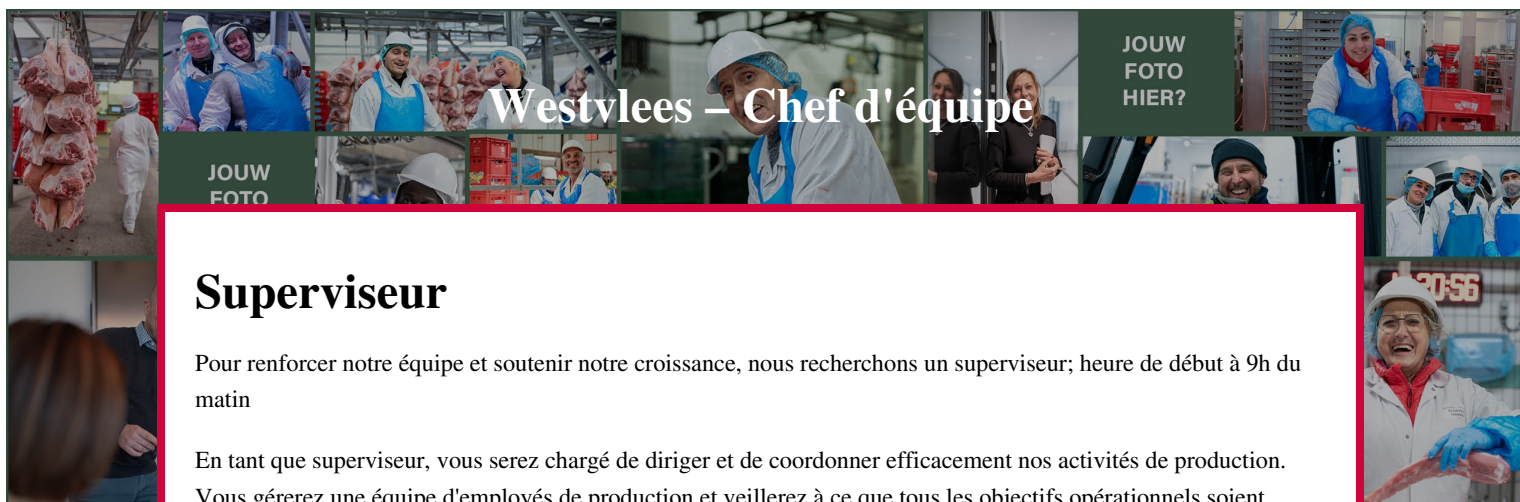 JOUW
FOTO
HIER?
Westvlees – Chef d'équipe
JOUW
FOTO
20:56
Superviseur
Pour renforcer notre équipe et soutenir notre croissance, nous recherchons un superviseur; heure de début à 9h du
matin
En tant que superviseur, vous serez chargé de diriger et de coordonner efficacement nos activités de production.
Vous gérerez une équipe d'employés de production et veillerez à ce que tous les objectifs opérationnels soient